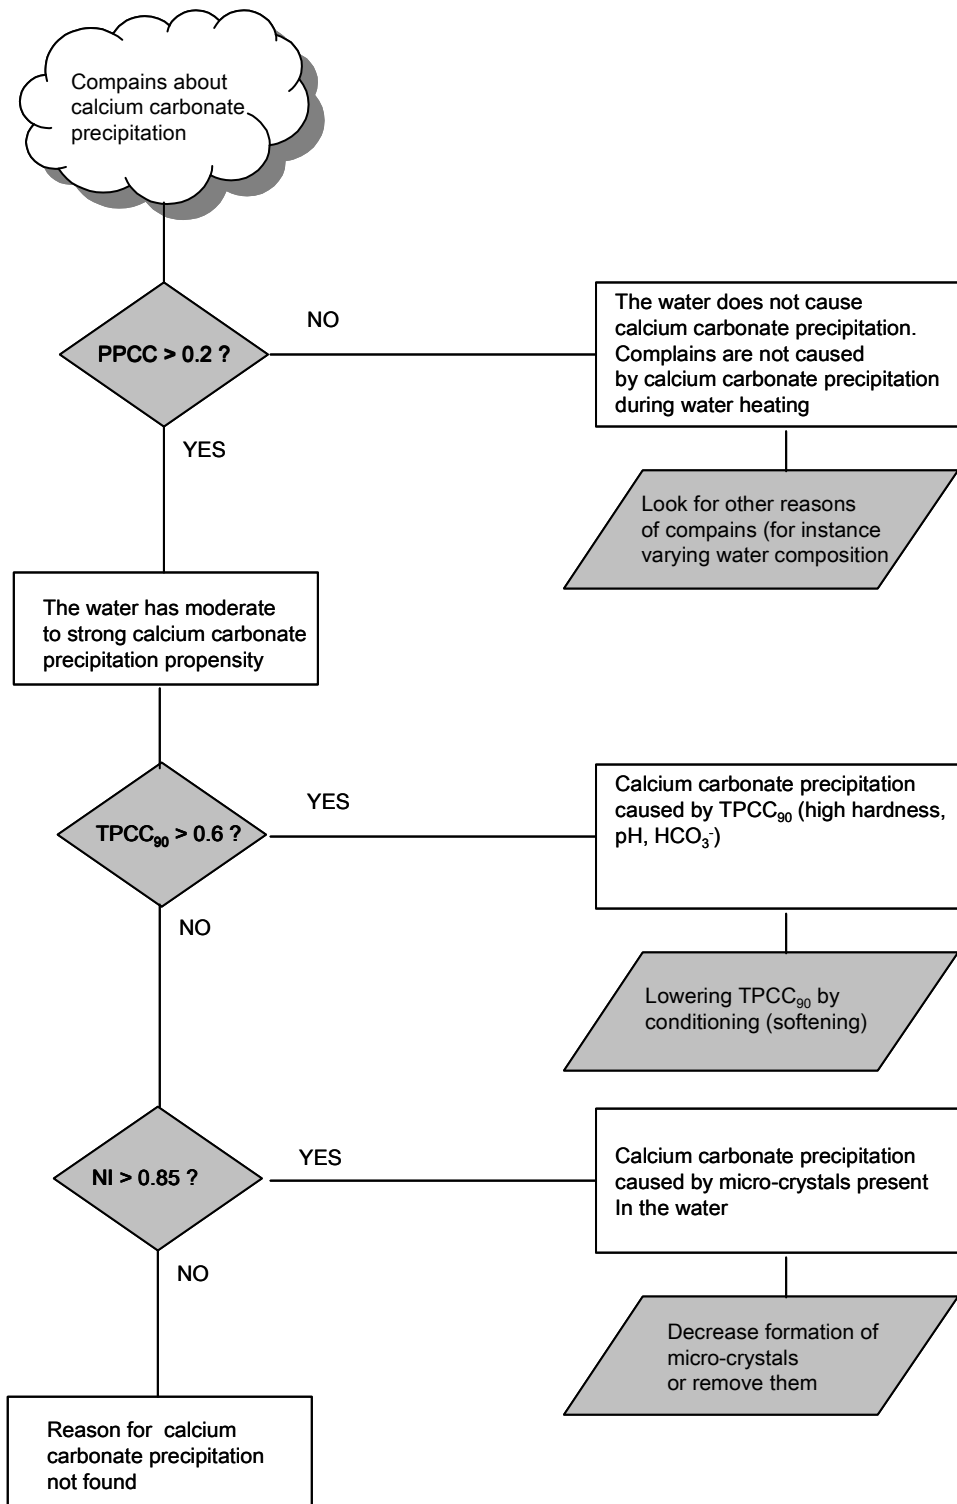 Compains about
calcium carbonate
precipitation
PPCC > 0.2 ?
NO
The water does not cause
calcium carbonate precipitation.
Complains are not caused
by calcium carbonate precipitation
during water heating
YES
Look for other reasons
of compains (for instance
varying water composition
The water has moderate
to strong calcium carbonate
precipitation propensity
TPCC₉₀ > 0.6 ?
YES
Calcium carbonate precipitation
caused by TPCC₉₀ (high hardness,
pH, HCO₃⁻)
NO
Lowering TPCC₉₀ by
conditioning (softening)
NI > 0.85 ?
YES
Calcium carbonate precipitation
caused by micro-crystals present
In the water
NO
Decrease formation of
micro-crystals
or remove them
Reason for calcium
carbonate precipitation
not found